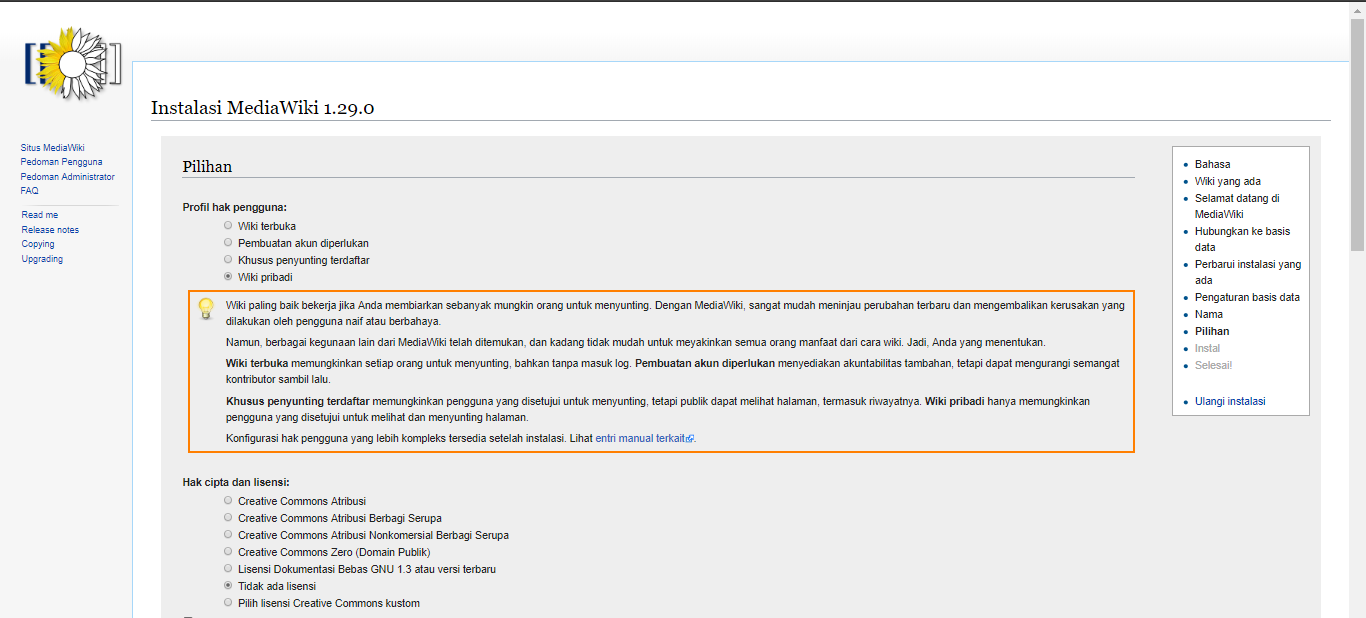 Instalasi MediaWiki 1.29.0
Situs MediaWiki
Pedoman Pengguna
Pedoman Administrator
FAQ
Read me
Release notes
Copying
Upgrading
Pilihan
Profil hak pengguna:
Wiki terbuka
Pembuatan akun diperlukan
Khusus penyunting terdaftar
Wiki pribadi
Wiki paling baik bekerja jika Anda membiarkan sebanyak mungkin orang untuk menyunting. Dengan MediaWiki, sangat mudah meninjau perubahan terbaru dan mengembalikan kerusakan yang
dilakukan oleh pengguna naif atau berbahaya.
Namun, berbagai kegunaan lain dari MediaWiki telah ditemukan, dan kadang tidak mudah untuk meyakinkan semua orang manfaat dari cara wiki. Jadi, Anda yang menentukan.
Wiki terbuka memungkinkan setiap orang untuk menyunting, bahkan tanpa masuk log. Pembuatan akun diperlukan menyediakan akuntabilitas tambahan, tetapi dapat mengurangi semangat
kontributor sambil lalu.
Khusus penyunting terdaftar memungkinkan pengguna yang disetujui untuk menyunting, tetapi publik dapat melihat halaman, termasuk riwayatnya. Wiki pribadi hanya memungkinkan
pengguna yang disetujui untuk melihat dan menyunting halaman.
Konfigurasi hak pengguna yang lebih kompleks tersedia setelah instalasi. Lihat entri manual terkait.
Hak cipta dan lisensi:
Creative Commons Atribusi
Creative Commons Atribusi Berbagi Serupa
Creative Commons Atribusi Nonkomersial Berbagi Serupa
Creative Commons Zero (Domain Publik)
Lisensi Dokumentasi Bebas GNU 1.3 atau versi terbaru
Tidak ada lisensi
Pilih lisensi Creative Commons kustom
Bahasa
Wiki yang ada
Selamat datang di
MediaWiki
Hubungkan ke basis
data
Perbarui instalasi yang
ada
Pengaturan basis data
Nama
Pilihan
Instal
Selesai!
Ulangi instalasi